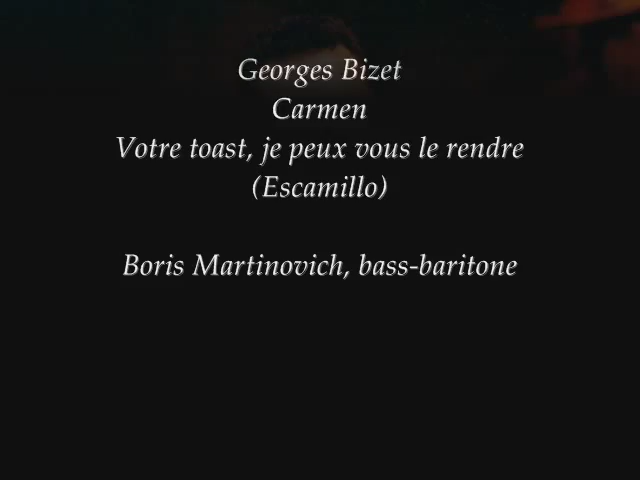 Georges Bizet
Carmen
Votre toast, je peux vous le rendre
(Escamillo)
Boris Martinovich, bass-baritone